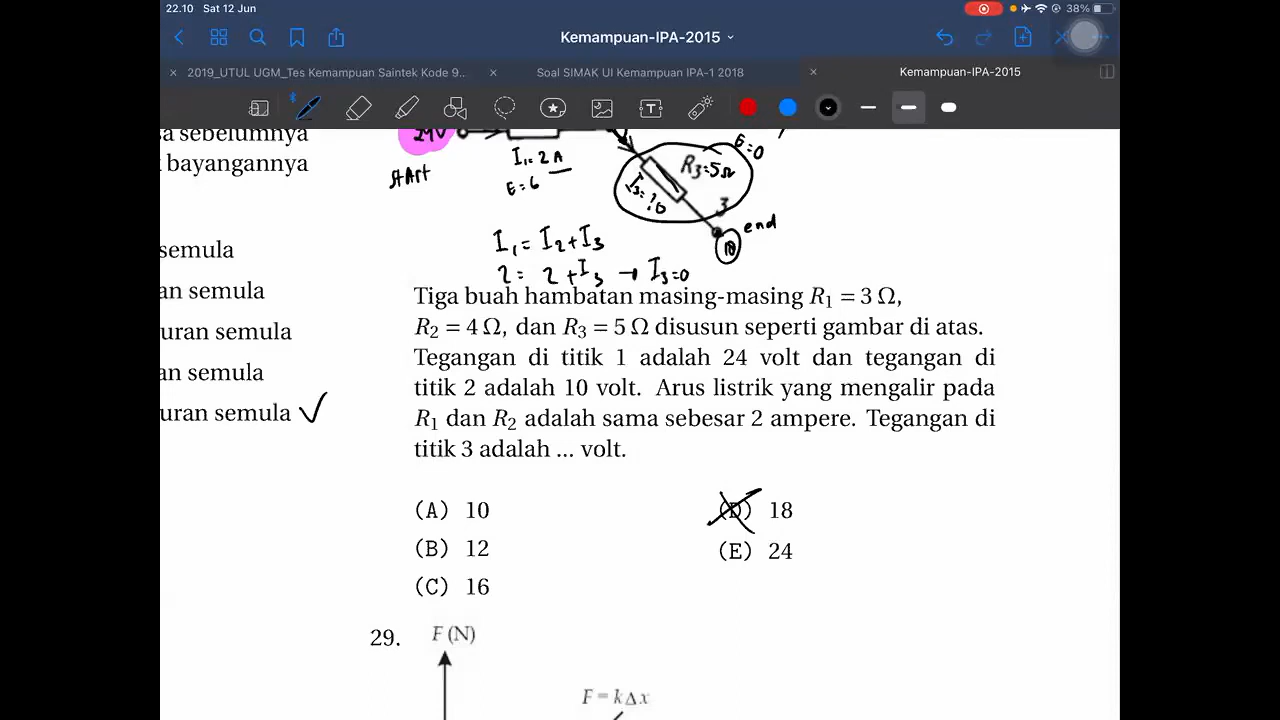 22.10 Sat 12 Jun
38%
Kemampuan-IPA-2015
2019_UTUL UGM_Tes Kemampuan Saintek Kode 9...
Soal SIMAK UI Kemampuan IPA-1 2018
Kemampuan-IPA-2015
sebelumnya
bayangannya
semula
an semula
uran semula
an semula
uran semula
24V
start
I₁=2A
E=6
R₃=5Ω
E=0
I₃=?0
3
end
18
I₁=I₂+I₃
2= 2+I₃ → I₃=0
Tiga buah hambatan masing-masing R₁ = 3 Ω,
R₂ = 4 Ω, dan R₃ = 5 Ω disusun seperti gambar di atas.
Tegangan di titik 1 adalah 24 volt dan tegangan di
titik 2 adalah 10 volt. Arus listrik yang mengalir pada
R₁ dan R₂ adalah sama sebesar 2 ampere. Tegangan di
titik 3 adalah ... volt.
(A) 10
(B) 12
(C) 16
(D) 18
(E) 24
29.
F (N)
F = kΔx